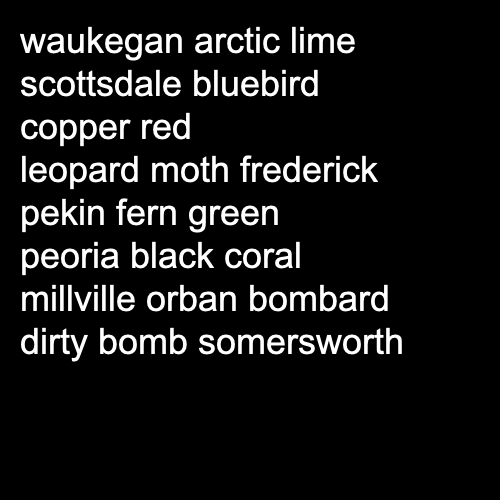 waukegan arctic lime
scottsdale bluebird
copper red
leopard moth frederick
pekin fern green
peoria black coral
millville orban bombard
dirty bomb somersworth